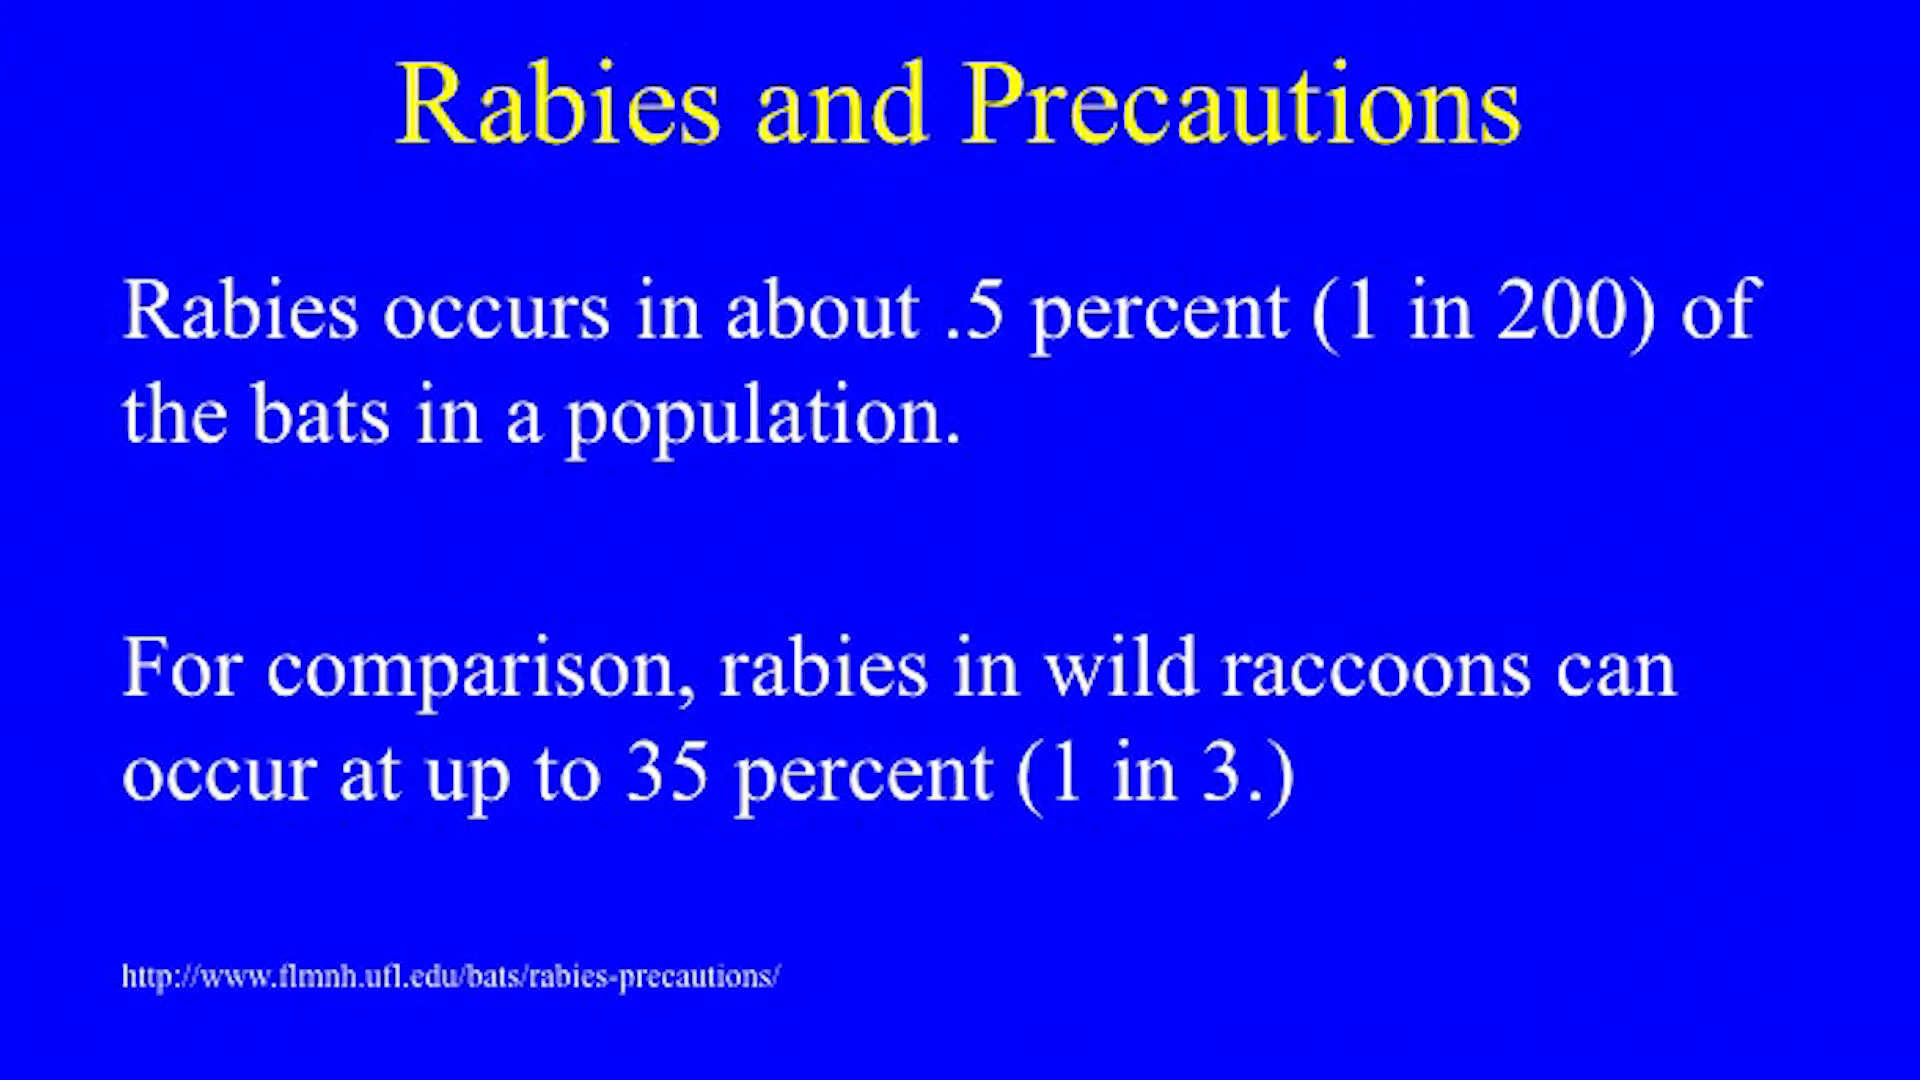 Rabies and Precautions
Rabies occurs in about .5 percent (1 in 200) of
the bats in a population.
For comparison, rabies in wild raccoons can
occur at up to 35 percent (1 in 3.)
http://www.flmnh.ufl.edu/bats/rabies-precautions/